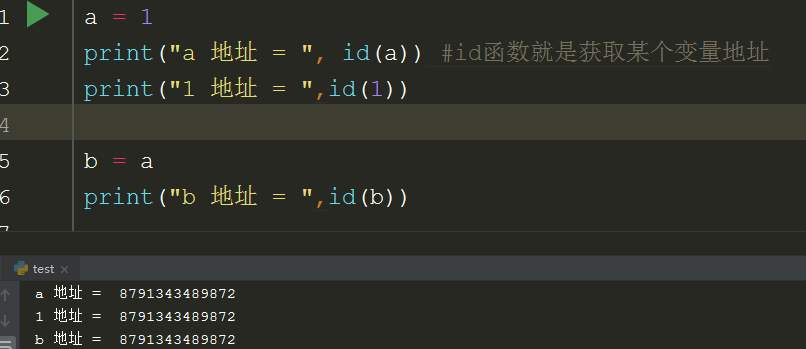 1 a = 1
2 print("a 地址 = ", id(a)) #id函数就是获取某个变量地址
3 print("1 地址 = ",id(1))
4
5 b = a
6 print("b 地址 = ",id(b))
test
a 地址 =  8791343489872
1 地址 =  8791343489872
b 地址 =  8791343489872